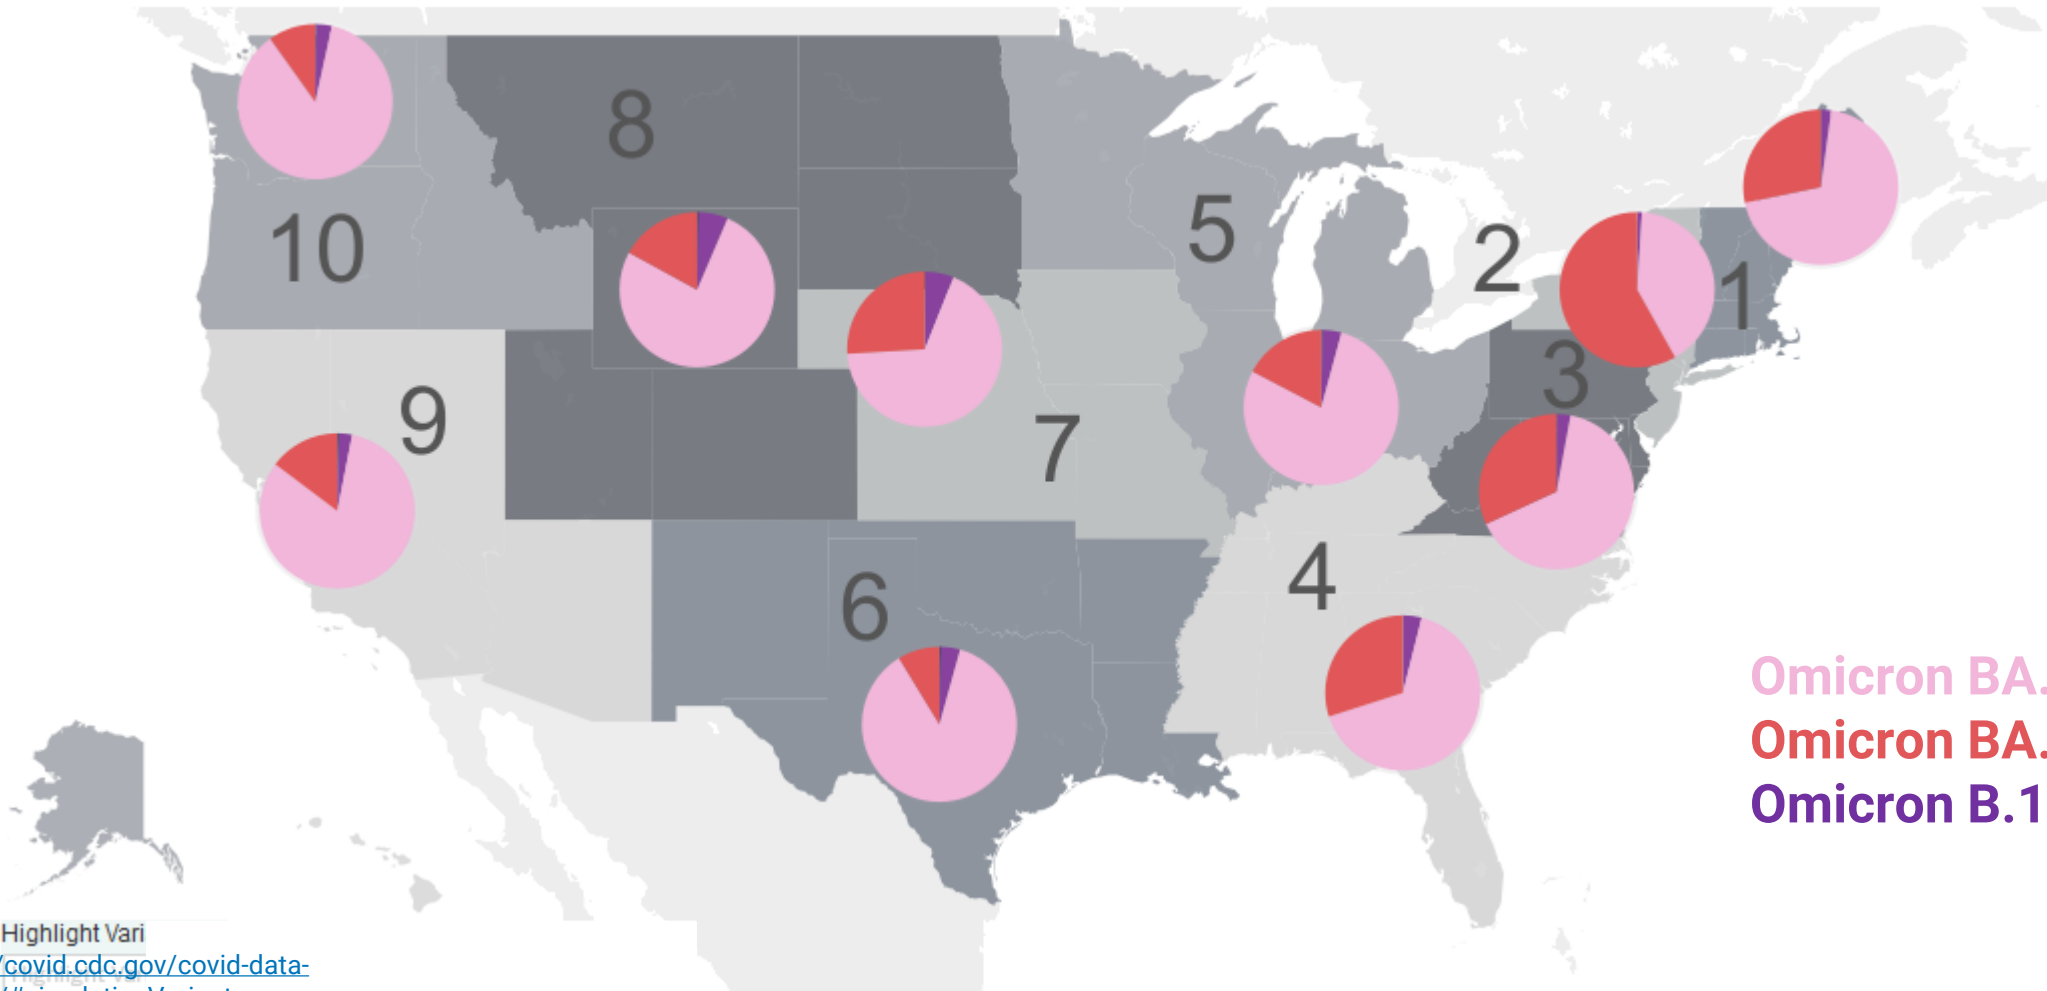 8
10
5
2
1
3
9
7
6
4
Omicron BA.
Omicron BA.
Omicron B.1
Highlight Vari
/covid.cdc.gov/covid-data-